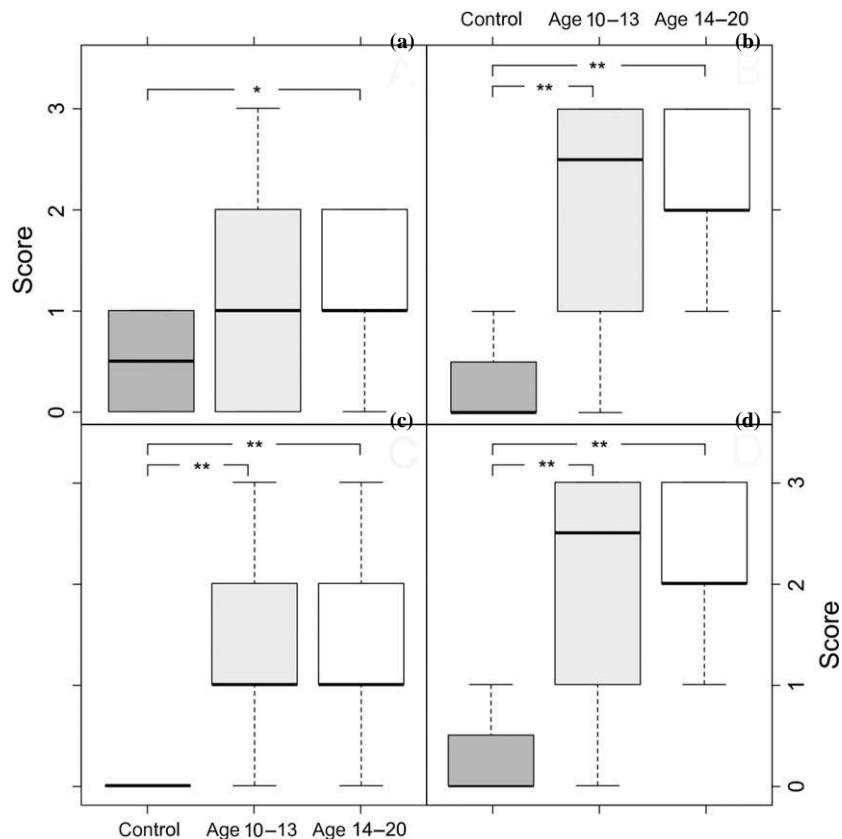 Control Age 10–13 Age 14–20
(a) (b)
A B
* ** **
3
2
1
0
Score
(c) (d)
C D
** ** ** **
3
2
1
0
Score
Control Age 10–13 Age 14–20